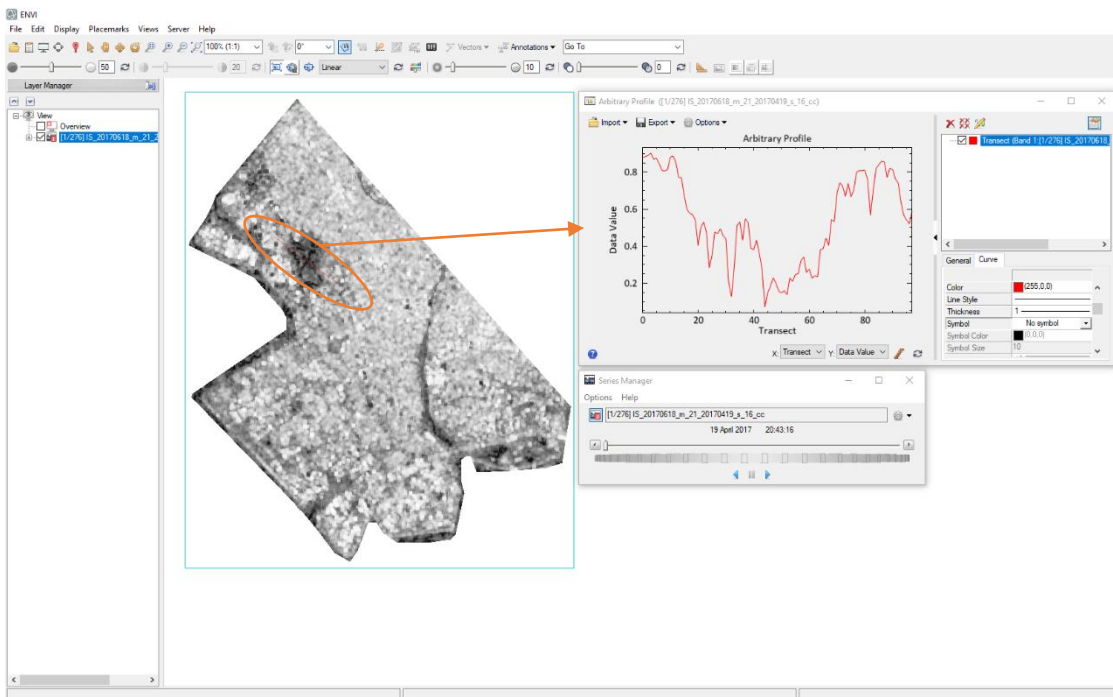 ENVI
File Edit Display Placemarks Views Server Help
100% (1:1) 0° Vectors Annotations Go To
50 20 Linear 10 0
Layer Manager
View
Overview
[1/276] IS_20170618_m_21_2
Arbitrary Profile ([1/276] IS_20170618_m_21_20170419_s_16_cc)
Import Export Options
Arbitrary Profile
Data Value
0.8
0.6
0.4
0.2
0 20 40 60 80
Transect
X: Transect Y: Data Value
Transect (Band 1:[1/276] IS_20170618_
General Curve
Color (255,0,0)
Line Style
Thickness 1
Symbol No symbol
Symbol Color (0,0,0)
Symbol Size 10
Series Manager
Options Help
[1/276] IS_20170618_m_21_20170419_s_16_cc
19 April 2017 20:43:16